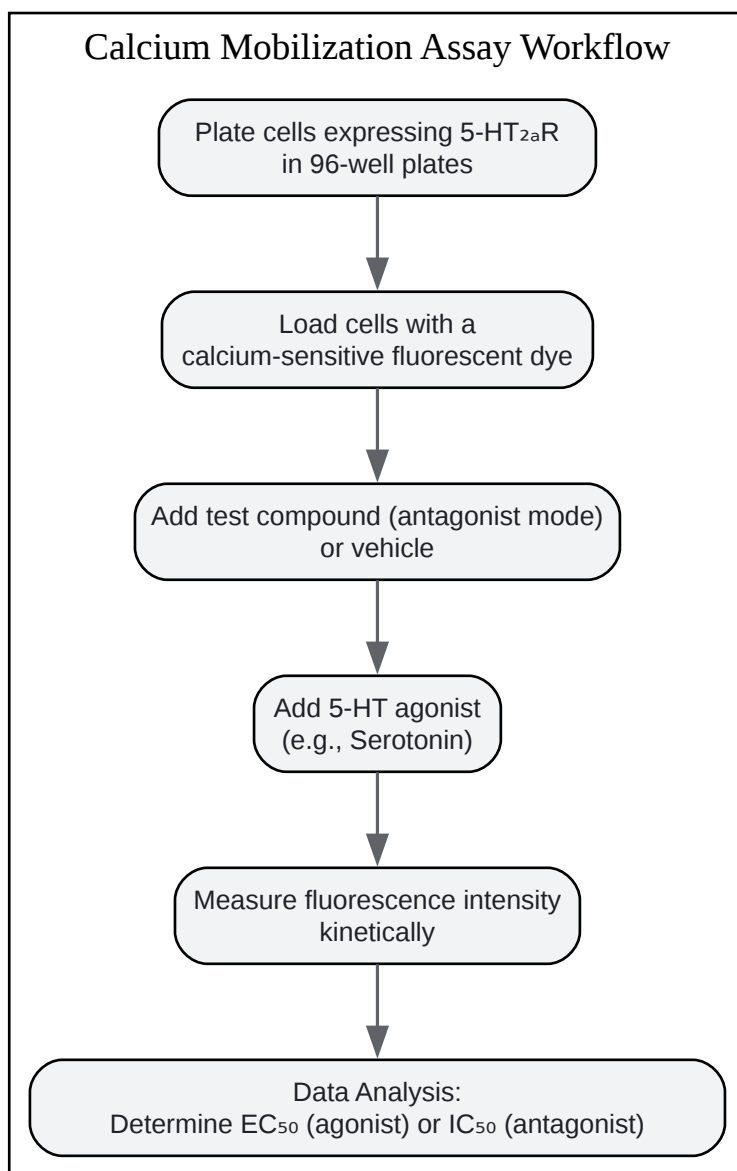 Calcium Mobilization Assay Workflow
Plate cells expressing 5-HT₂ₐR
in 96-well plates
Load cells with a
calcium-sensitive fluorescent dye
Add test compound (antagonist mode)
or vehicle
Add 5-HT agonist
(e.g., Serotonin)
Measure fluorescence intensity
kinetically
Data Analysis:
Determine EC₅₀ (agonist) or IC₅₀ (antagonist)